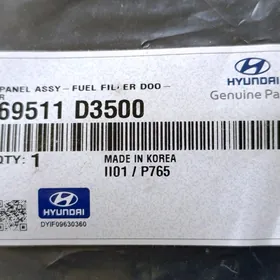 PANEL ASSY-FUEL FIL·ER DOO-
R
HYUNDAI
69511 D3500
Genuine Pa
QTY: 1
MADE IN KOREA
II01 / P765
HYUNDAI
DYIF09630360